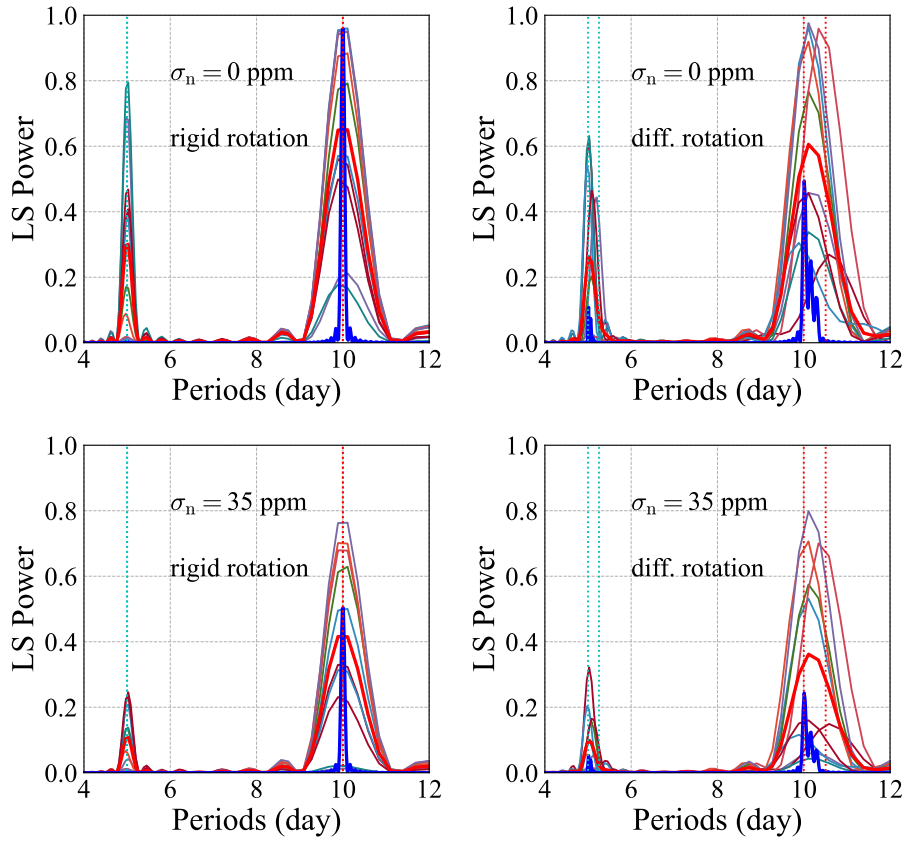 LS Power
1.0
0.8
0.6
0.4
0.2
0.0
σn = 0 ppm
rigid rotation
4 6 8 10 12
Periods (day)
LS Power
1.0
0.8
0.6
0.4
0.2
0.0
σn = 0 ppm
diff. rotation
4 6 8 10 12
Periods (day)
LS Power
1.0
0.8
0.6
0.4
0.2
0.0
σn = 35 ppm
rigid rotation
4 6 8 10 12
Periods (day)
LS Power
1.0
0.8
0.6
0.4
0.2
0.0
σn = 35 ppm
diff. rotation
4 6 8 10 12
Periods (day)